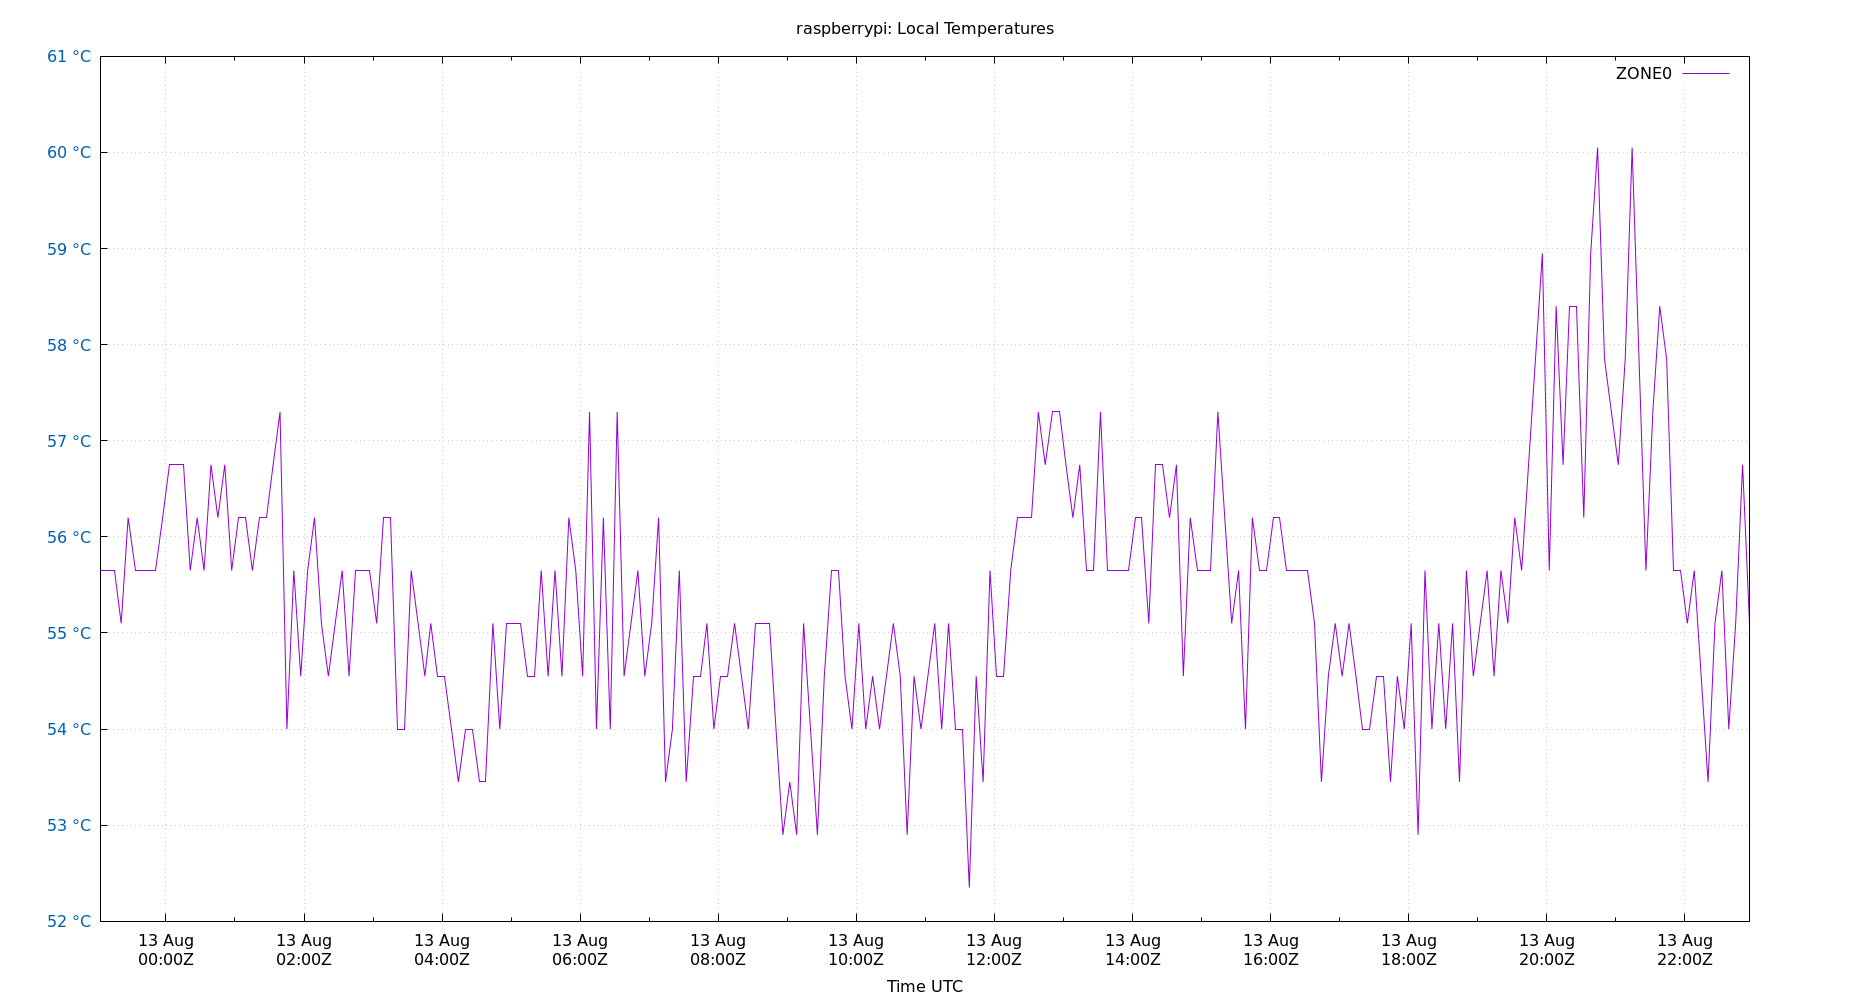 raspberrypi: Local Temperatures
ZONE0
61 °C
60 °C
59 °C
58 °C
57 °C
56 °C
55 °C
54 °C
53 °C
52 °C
13 Aug 13 Aug 13 Aug 13 Aug 13 Aug 13 Aug 13 Aug 13 Aug 13 Aug 13 Aug 13 Aug 13 Aug
00:00Z 02:00Z 04:00Z 06:00Z 08:00Z 10:00Z 12:00Z 14:00Z 16:00Z 18:00Z 20:00Z 22:00Z
Time UTC